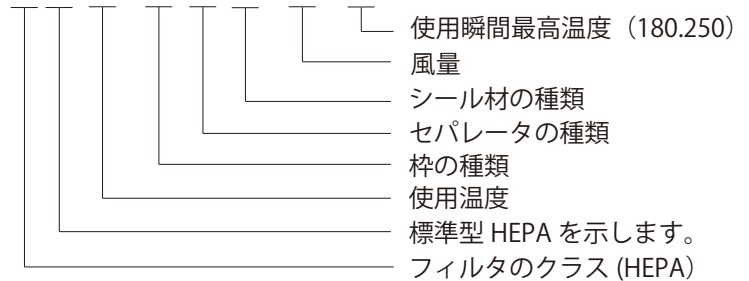 使用瞬間最高温度（180.250）
風量
シール材の種類
セパレータの種類
枠の種類
使用温度
標準型 HEPA を示します。
フィルタのクラス (HEPA）